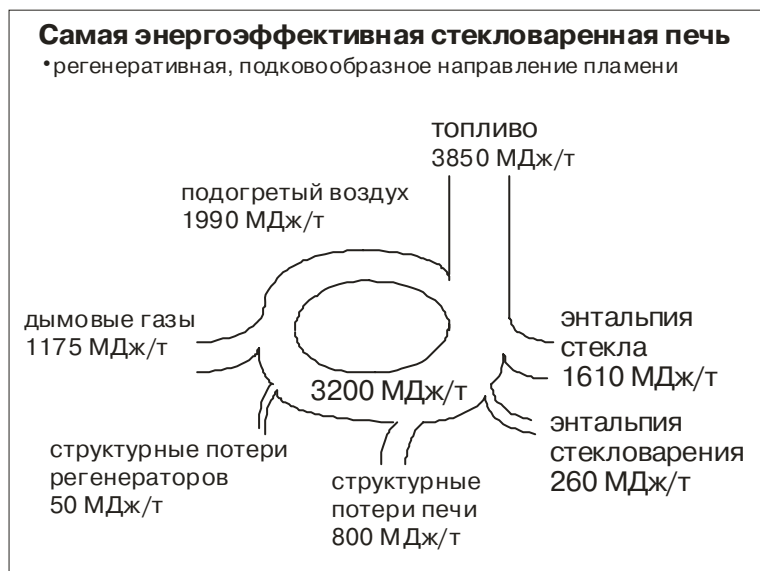 Самая энергоэффективная стекловаренная печь
•регенеративная, подковообразное направление пламени
топливо
3850 МДж/т
подогретый воздух
1990 МДж/т
дымовые газы
1175 МДж/т
энтальпия
стекла
1610 МДж/т
3200 МДж/т
энтальпия
стекловарения
260 МДж/т
структурные потери
регенераторов
50 МДж/т
структурные
потери печи
800 МДж/т